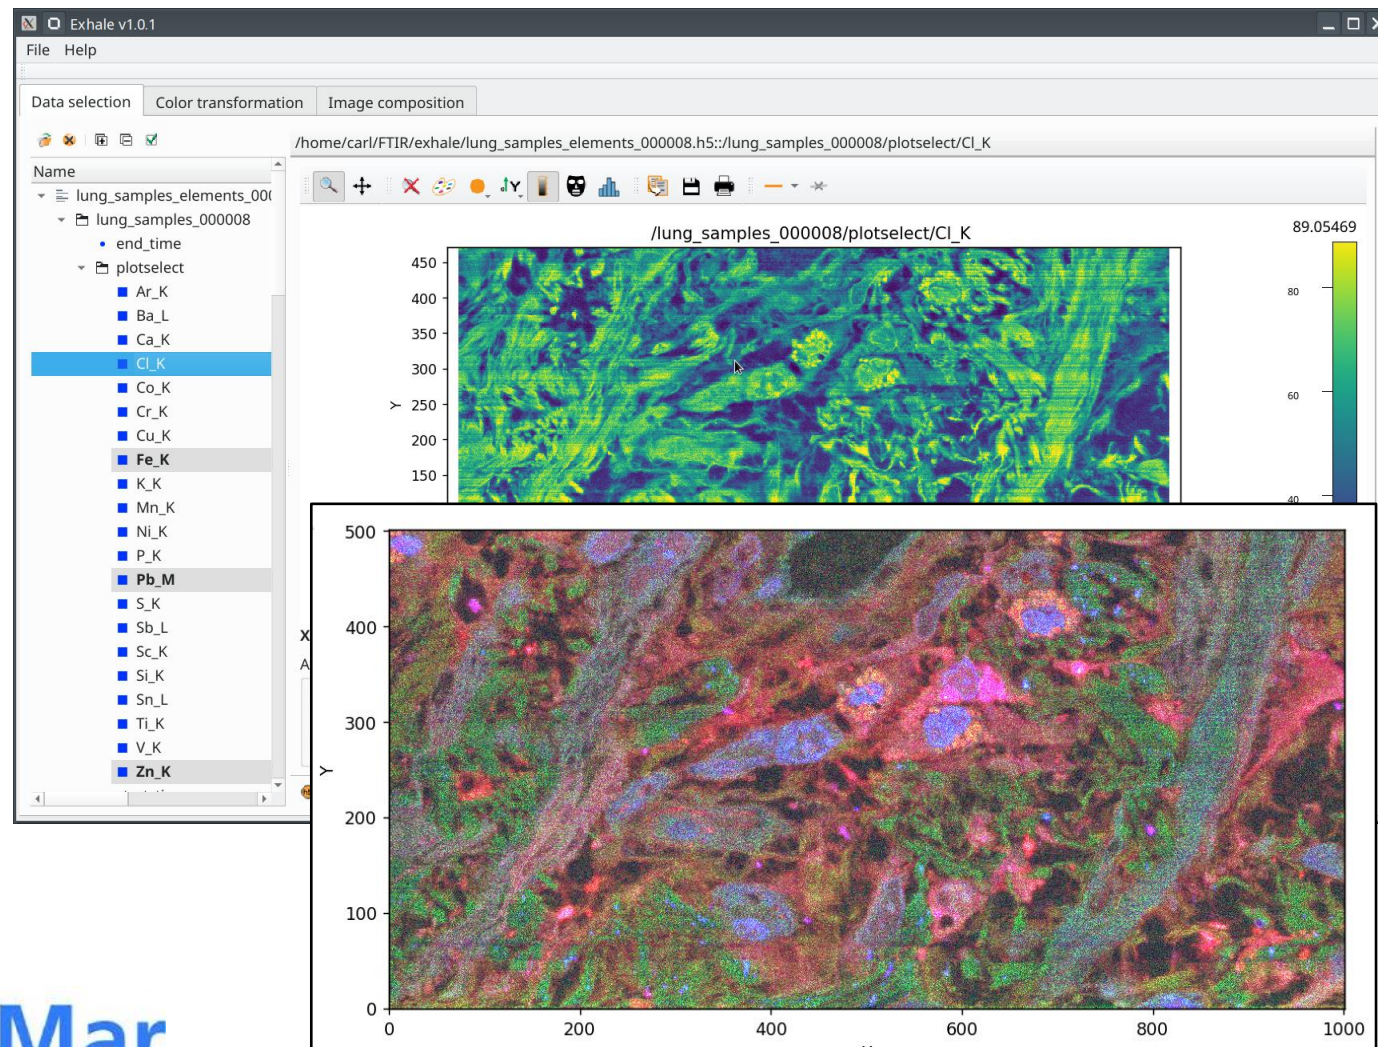 Exhale v1.0.1
File Help
Data selection Color transformation Image composition
/home/carl/FTIR/exhale/lung_samples_elements_000008.h5::/lung_samples_000008/plotselect/Cl_K
Name
lung_samples_elements_00
lung_samples_000008
end_time
plotselect
Ar_K
Ba_L
Ca_K
Cl_K
Co_K
Cr_K
Cu_K
Fe_K
K_K
Mn_K
Ni_K
P_K
Pb_M
S_K
Sb_L
Sc_K
Si_K
Sn_L
Ti_K
V_K
Zn_K
/lung_samples_000008/plotselect/Cl_K
89.05469
450
400
350
300
250
200
150
Y
80
60
40
X
A
500
400
300
200
100
0
Y
0 200 400 600 800 1000
Mar